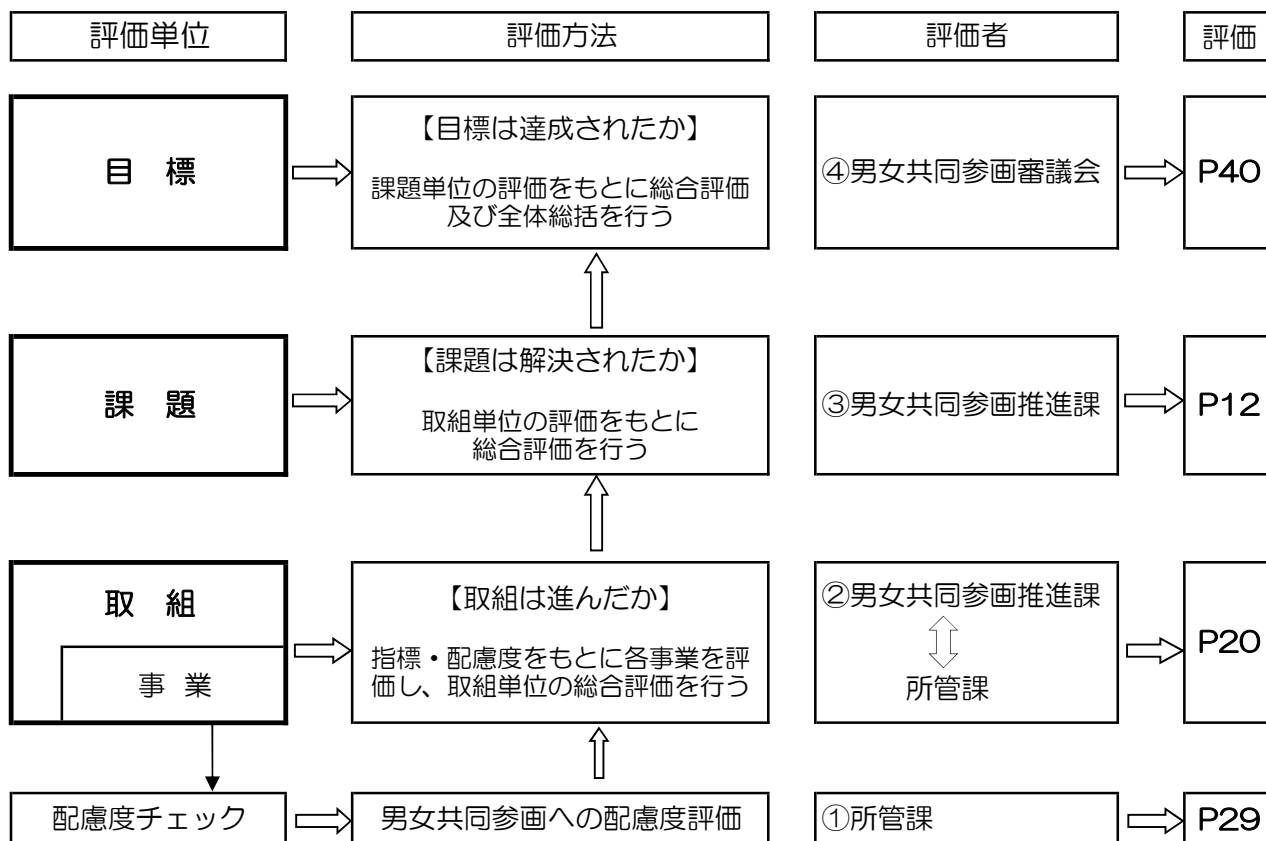 評価単位
評価方法
評価者
評価
目 標
【目標は達成されたか】
課題単位の評価をもとに総合評価
及び全体総括を行う
④男女共同参画審議会
P40
課 題
【課題は解決されたか】
取組単位の評価をもとに
総合評価を行う
③男女共同参画推進課
P12
取 組
事 業
【取組は進んだか】
指標・配慮度をもとに各事業を評
価し、取組単位の総合評価を行う
②男女共同参画推進課
所管課
P20
配慮度チェック
男女共同参画への配慮度評価
①所管課
P29